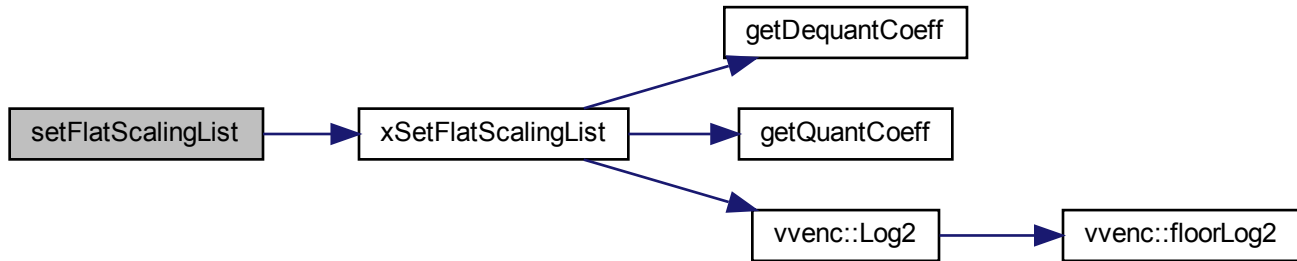 getDequantCoeff
setFlatScalingList
xSetFlatScalingList
getQuantCoeff
vvenc::Log2
vvenc::floorLog2